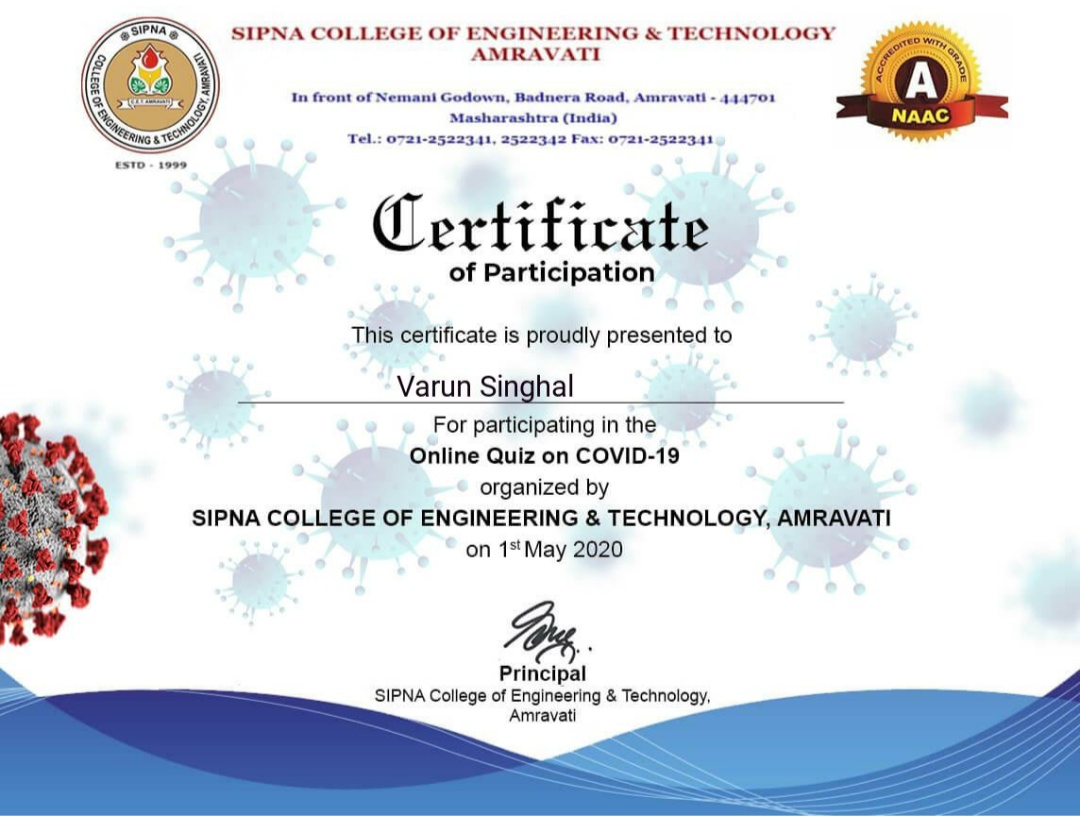 SIPNA
COLLEGE OF ENGINEERING & TECHNOLOGY, AMRAVATI
C.E.T. AMRAVATI
ESTD - 1999
SIPNA COLLEGE OF ENGINEERING & TECHNOLOGY
AMRAVATI
In front of Nemani Godown, Badnera Road, Amravati - 444701
Masharashtra (India)
Tel.: 0721-2522341, 2522342 Fax: 0721-2522341
ACCREDITED WITH GRADE
A
NAAC
Certificate
of Participation
This certificate is proudly presented to
Varun Singhal
For participating in the
Online Quiz on COVID-19
organized by
SIPNA COLLEGE OF ENGINEERING & TECHNOLOGY, AMRAVATI
on 1st May 2020
Principal
SIPNA College of Engineering & Technology,
Amravati